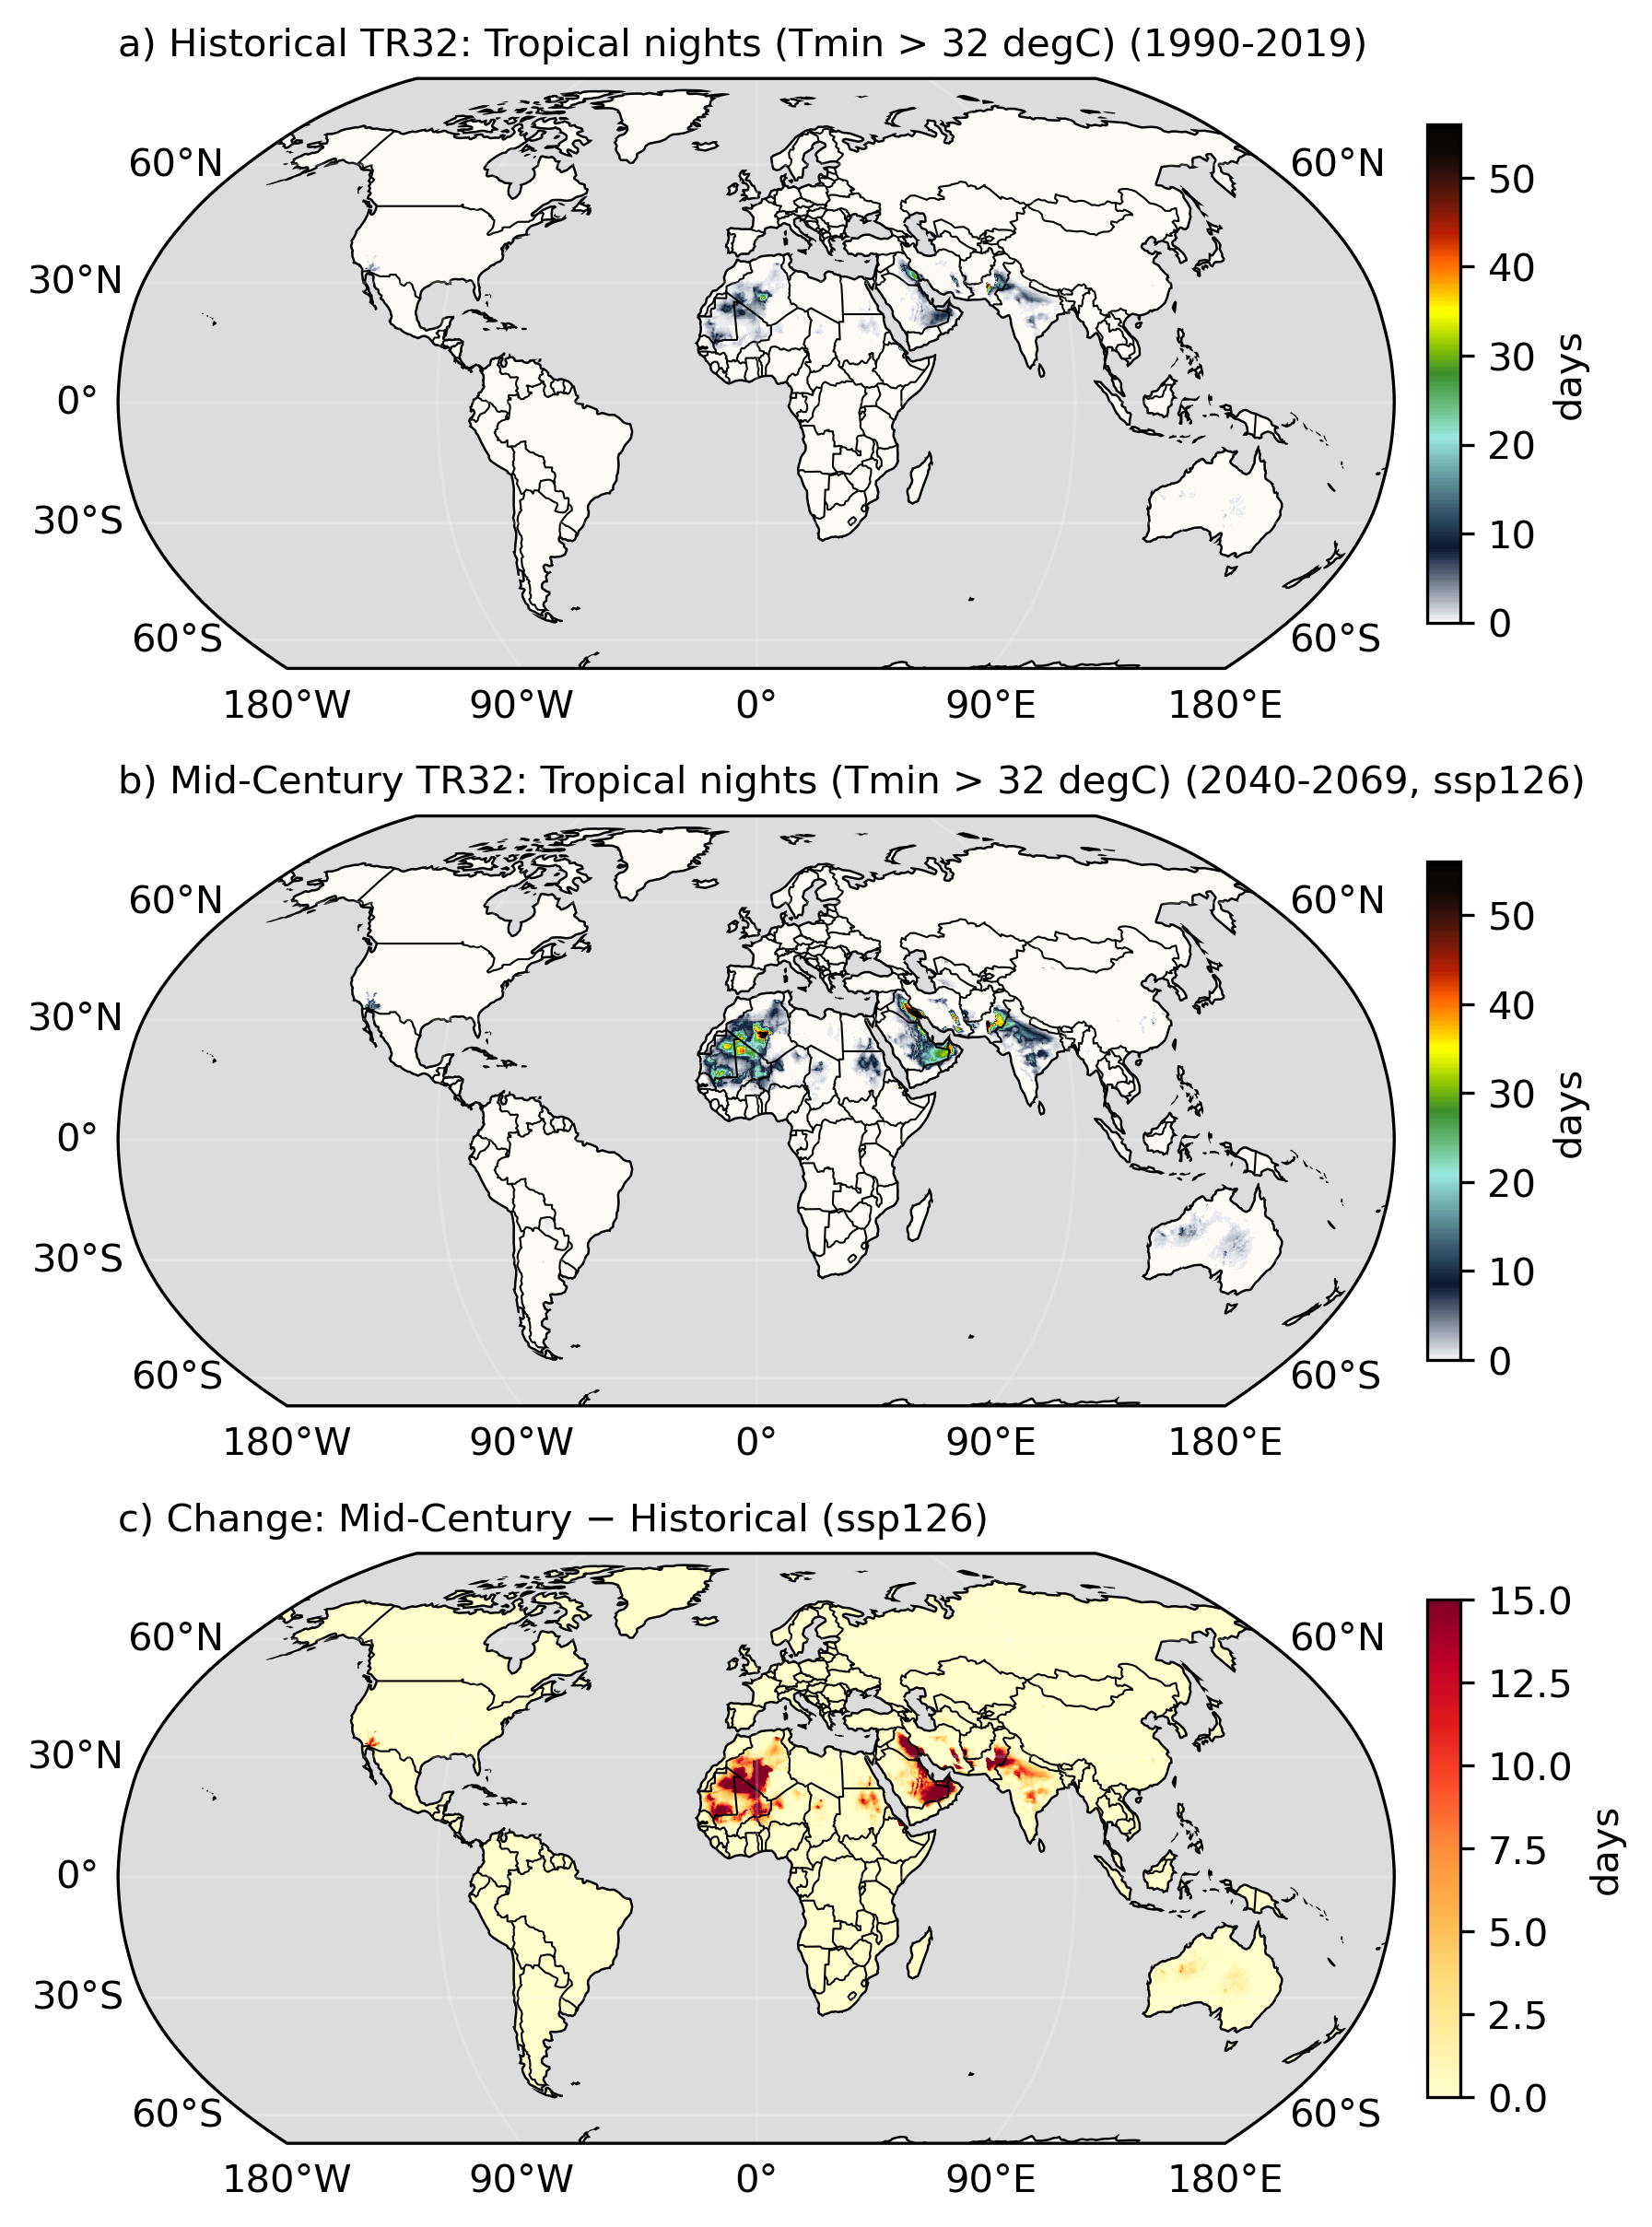 a) Historical TR32: Tropical nights (Tmin > 32 degC) (1990-2019)
60°N 60°N
30°N
0°
30°S
60°S 60°S
180°W 90°W 0° 90°E 180°E
50
40
30
20
10
0
days
b) Mid-Century TR32: Tropical nights (Tmin > 32 degC) (2040-2069, ssp126)
60°N 60°N
30°N
0°
30°S
60°S 60°S
180°W 90°W 0° 90°E 180°E
50
40
30
20
10
0
days
c) Change: Mid-Century − Historical (ssp126)
60°N 60°N
30°N
0°
30°S
60°S 60°S
180°W 90°W 0° 90°E 180°E
15.0
12.5
10.0
7.5
5.0
2.5
0.0
days